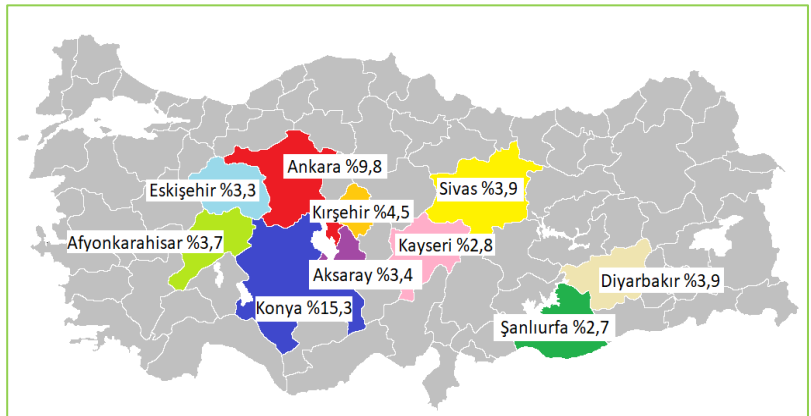 Ankara %9,8
Eskişehir %3,3
Sivas %3,9
Kırşehir %4,5
Afyonkarahisar %3,7
Kayseri %2,8
Aksaray %3,4
Diyarbakır %3,9
Konya %15,3
Şanlıurfa %2,7